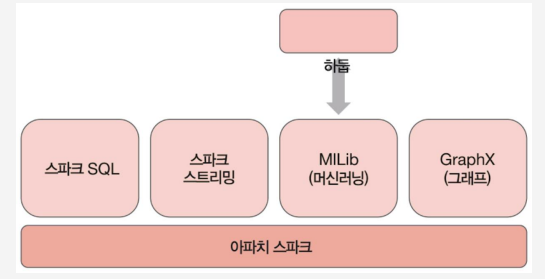 하둡
스파크 SQL
스파크
스트리밍
MlLib
(머신러닝)
GraphX
(그래프)
아파치 스파크